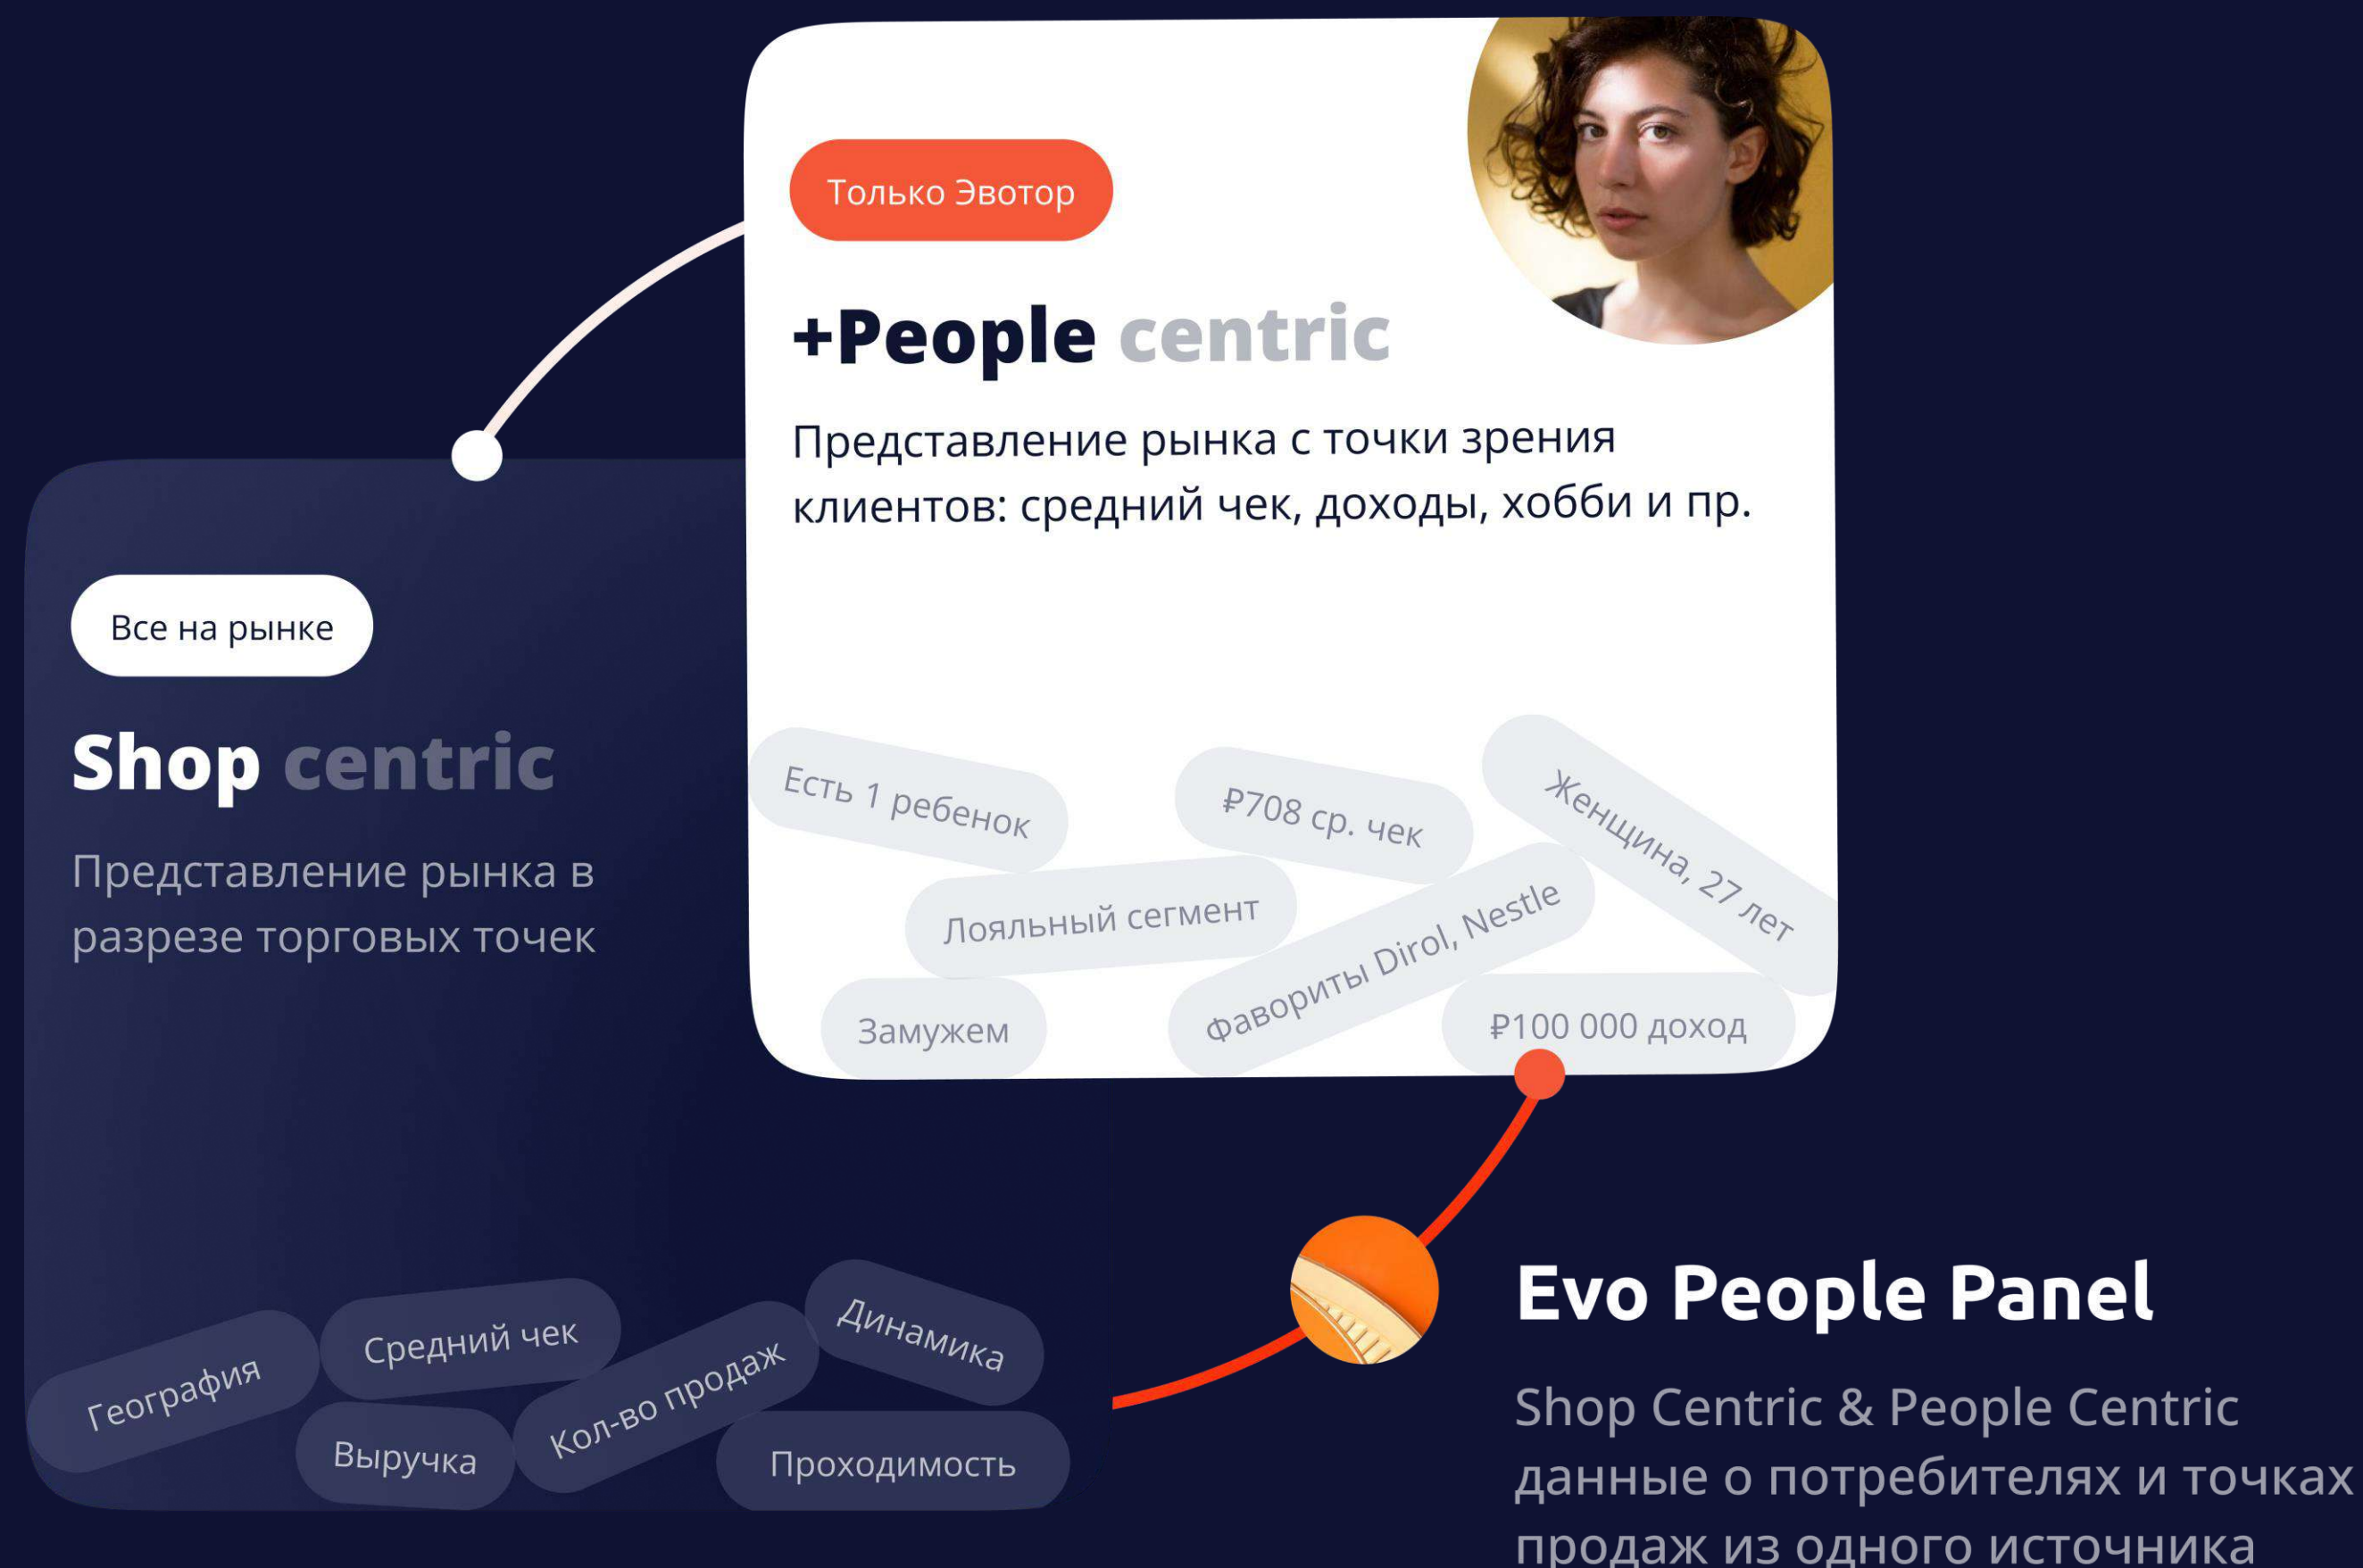 Только Эвотор
+People centric
Представление рынка с точки зрения
клиентов: средний чек, доходы, хобби и пр.
Есть 1 ребенок
₽708 ср. чек
Женщина, 27 лет
Лояльный сегмент
Фавориты Dirol, Nestle
Замужем
₽100 000 доход
Все на рынке
Shop centric
Представление рынка в
разрезе торговых точек
География
Средний чек
Выручка
Кол-во продаж
Динамика
Проходимость
Evo People Panel
Shop Centric & People Centric
данные о потребителях и точках
продаж из одного источника